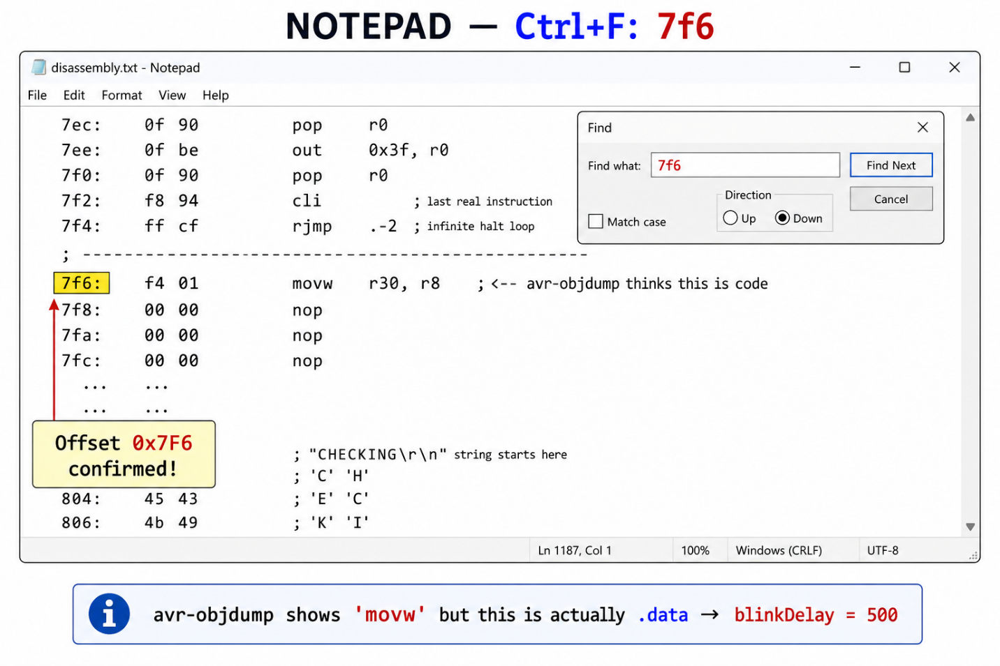 NOTEPAD — Ctrl+F: 7f6
disassembly.txt - Notepad
File Edit Format View Help
7ec: 0f 90 pop r0
7ee: 0f be out 0x3f, r0
7f0: 0f 90 pop r0
7f2: f8 94 cli ; last real instruction
7f4: ff cf rjmp .-2 ; infinite halt loop
; -------------------------------------------------
7f6: f4 01 movw r30, r8 ; <-- avr-objdump thinks this is code
7f8: 00 00 nop
7fa: 00 00 nop
7fc: 00 00 nop
... ...
... ...
; "CHECKING\r\n" string starts here
; 'C' 'H'
804: 45 43 ; 'E' 'C'
806: 4b 49 ; 'K' 'I'
Find
Find what: 7f6 Find Next
Direction
Cancel
Match case
Up Down
Offset 0x7F6
confirmed!
Ln 1187, Col 1 100% Windows (CRLF) UTF-8
i avr-objdump shows 'movw' but this is actually .data → blinkDelay = 500